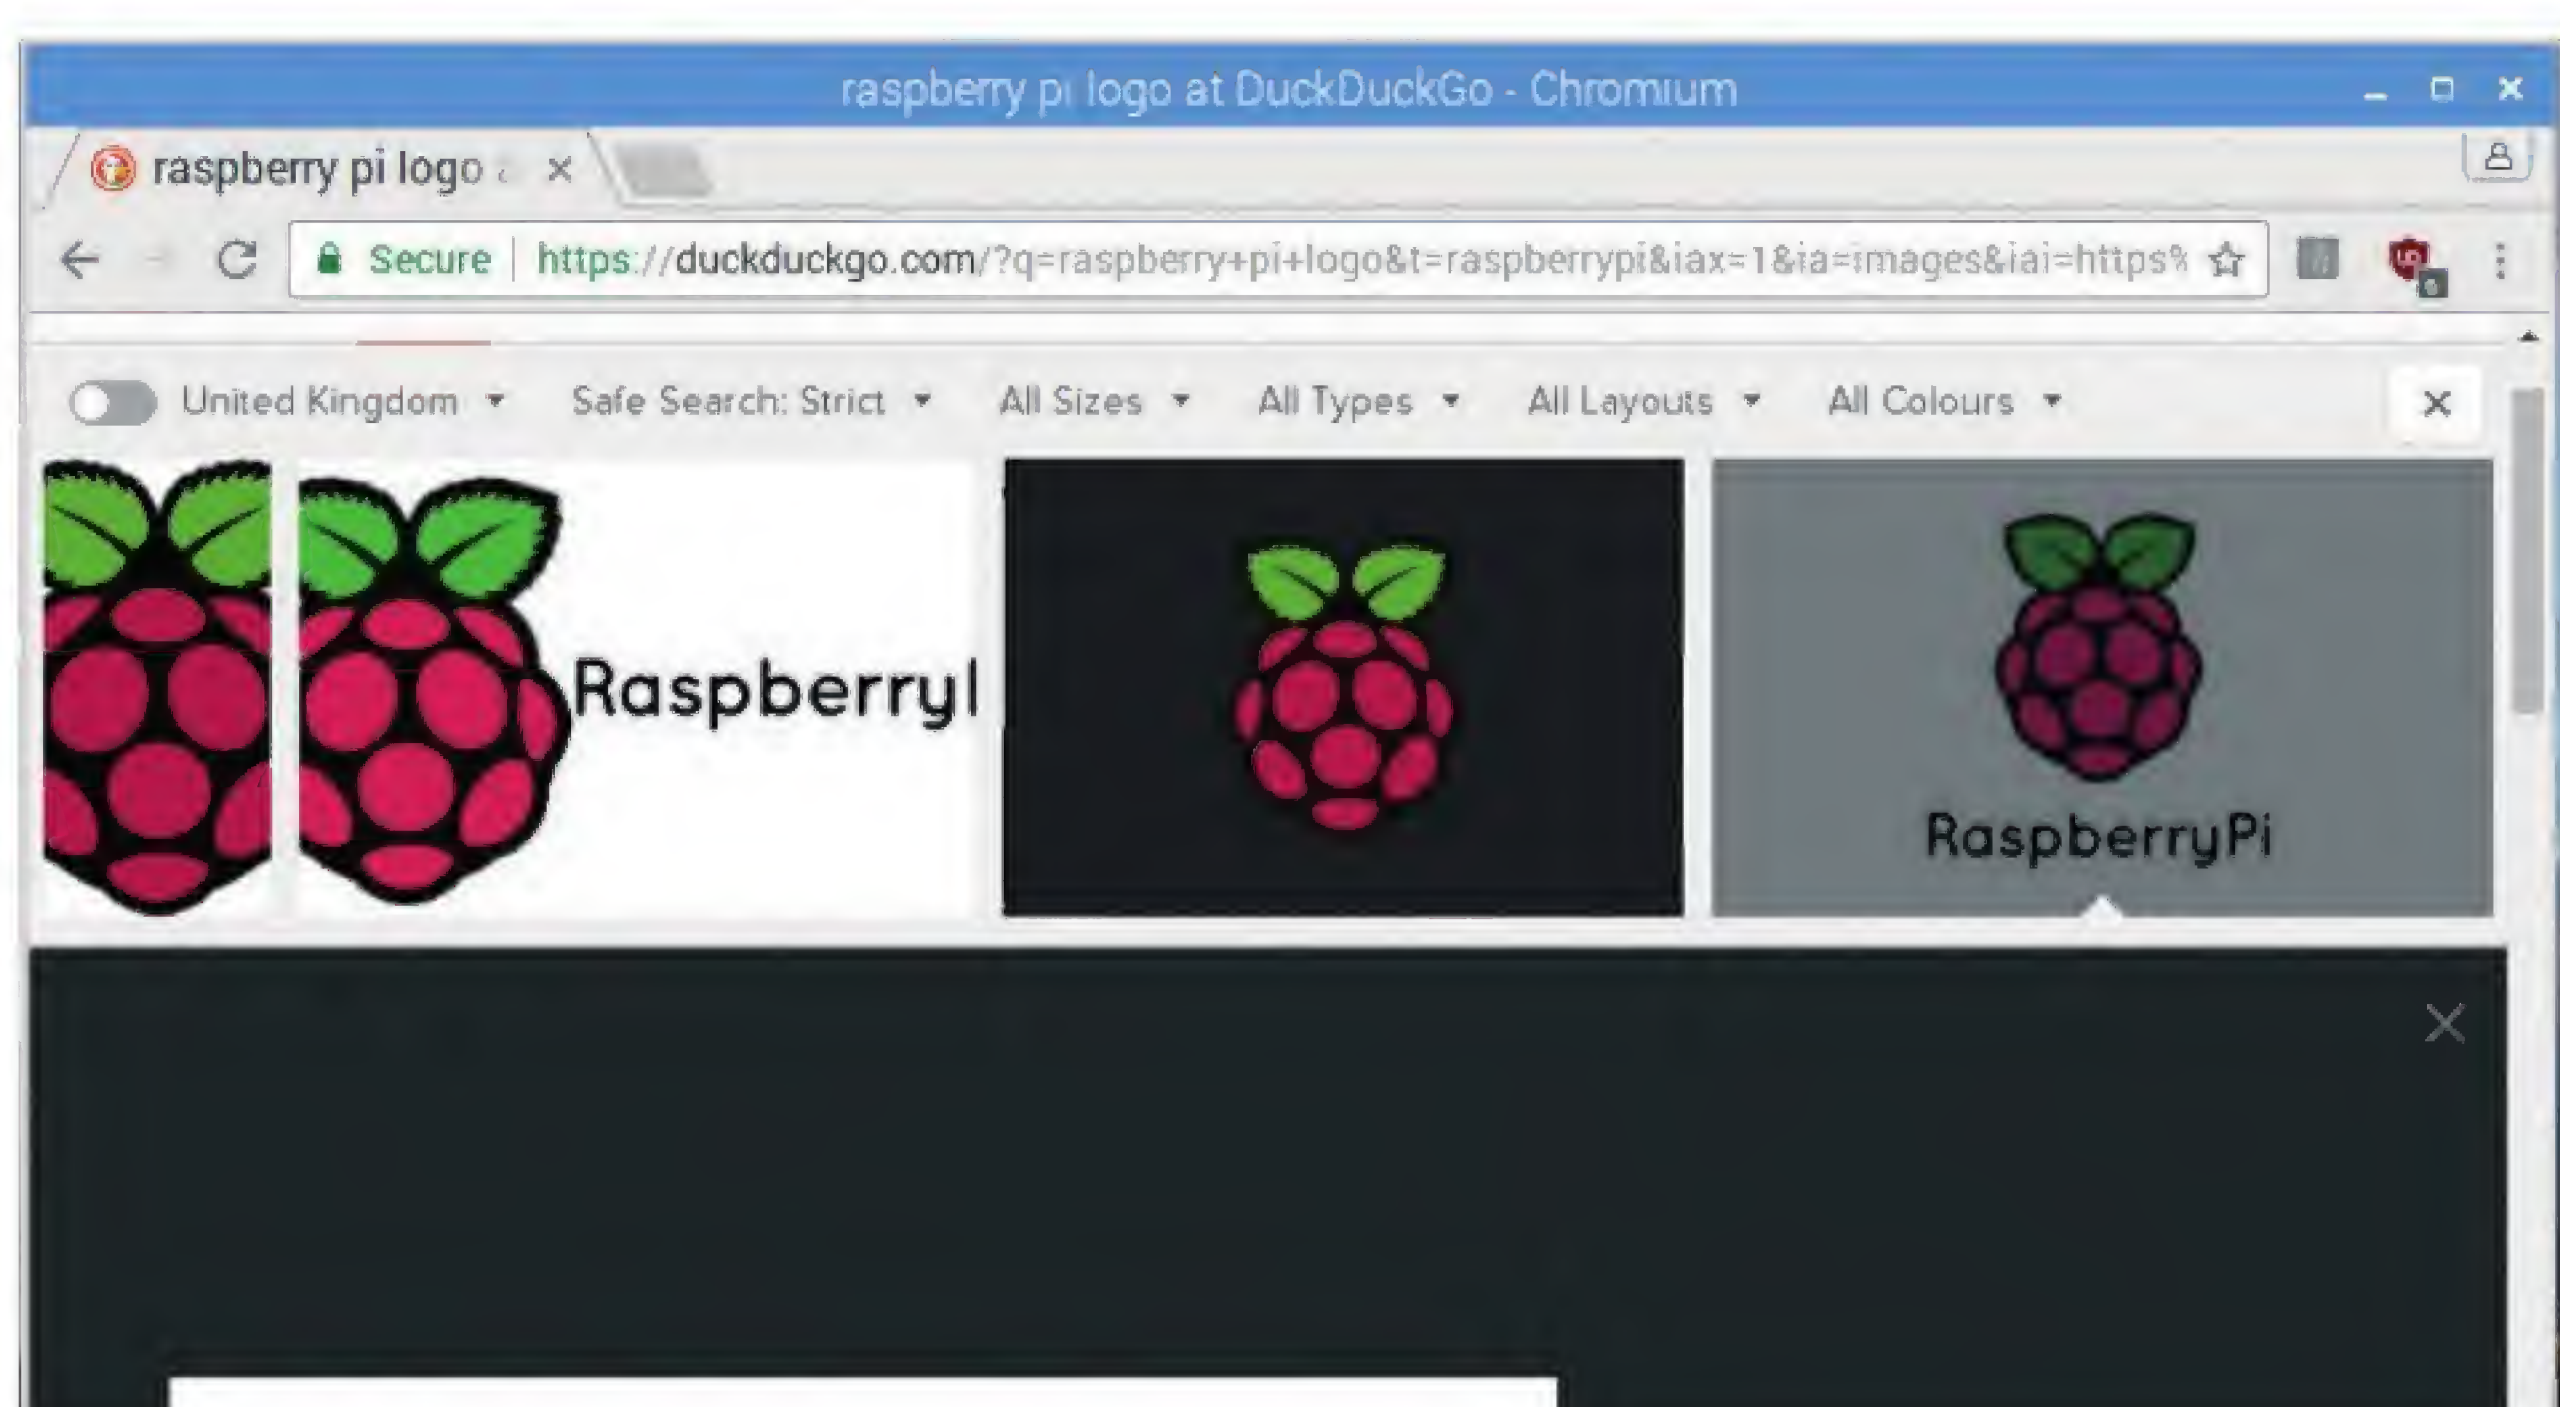 raspberry pi logo at DuckDuckGo - Chromium
raspberry pi logo
Secure https://duckduckgo.com/?q=raspberry+pi+logo&t=raspberrypi&iax=1&ia=images&iai=https%
United Kingdom Safe Search: Strict All Sizes All Types All Layouts All Colours
Raspberry
RaspberryPi